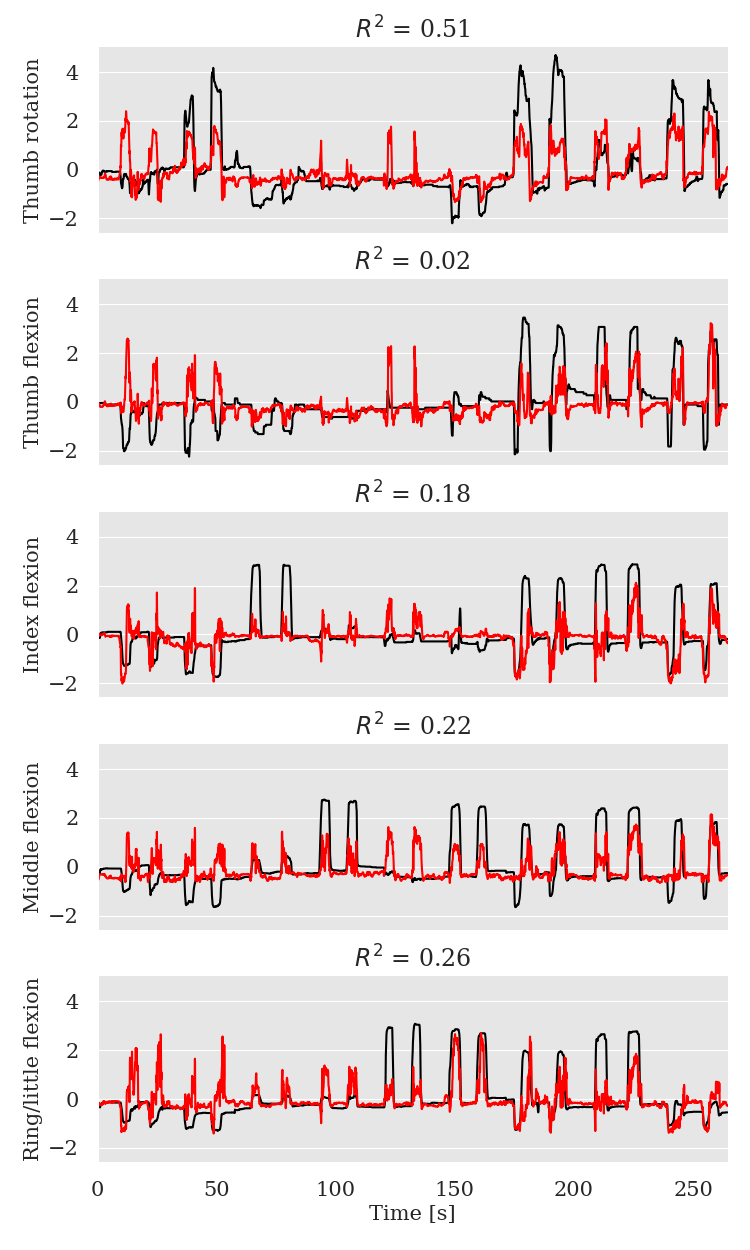 R² = 0.51
Thumb rotation
4
2
0
−2
R² = 0.02
Thumb flexion
4
2
0
−2
R² = 0.18
Index flexion
4
2
0
−2
R² = 0.22
Middle flexion
4
2
0
−2
R² = 0.26
Ring/little flexion
4
2
0
−2
0 50 100 150 200 250
Time [s]